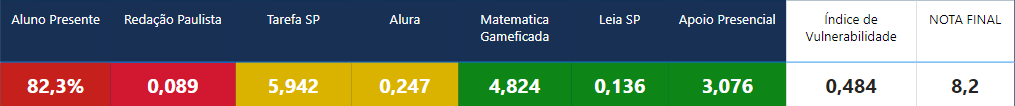 Aluno Presente Redação Paulista Tarefa SP Alura Matematica Gameficada Leia SP Apoio Presencial Índice de Vulnerabilidade NOTA FINAL
82,3% 0,089 5,942 0,247 4,824 0,136 3,076 0,484 8,2